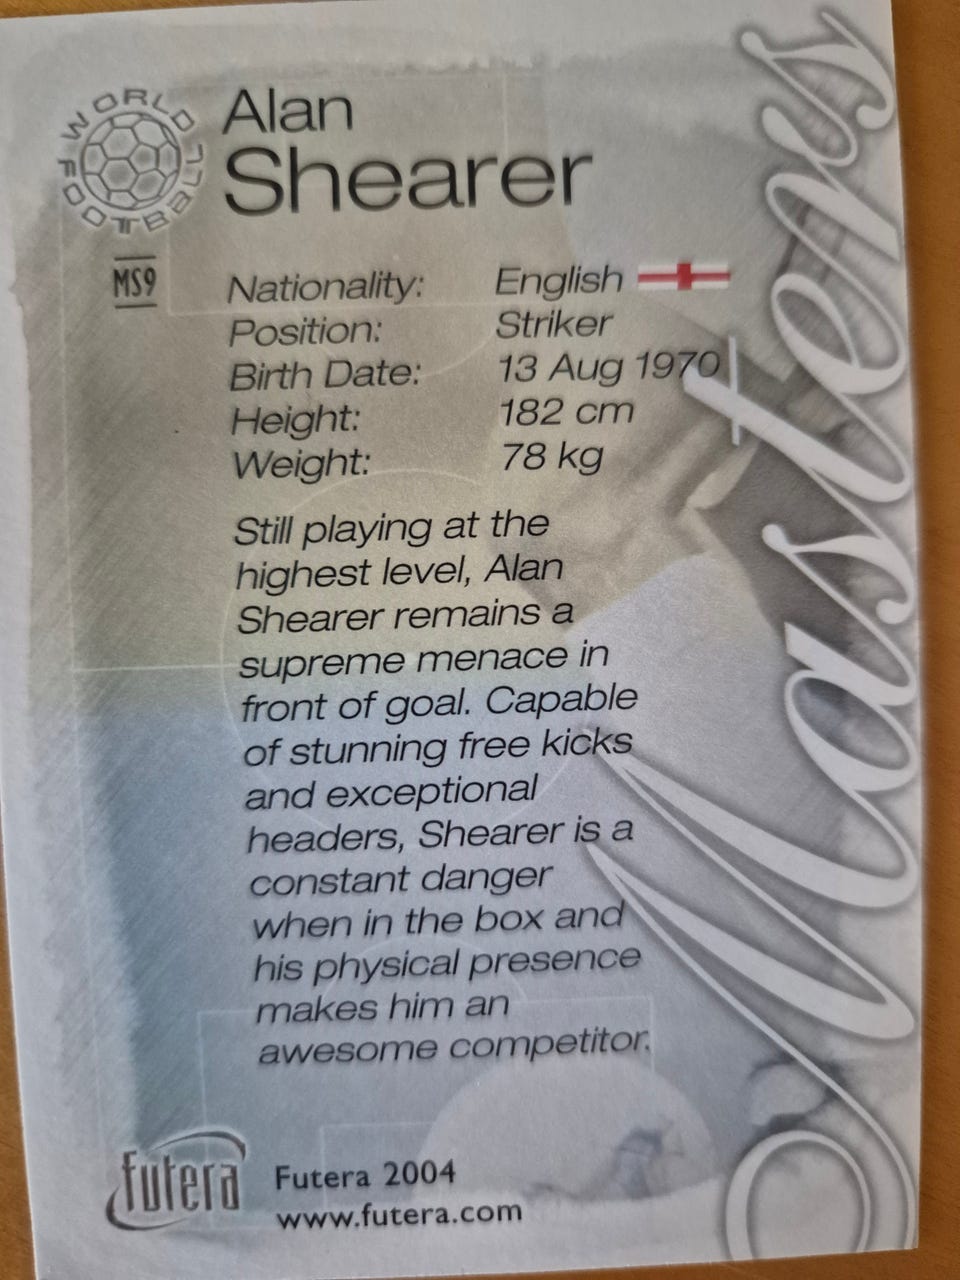 WORLD FOOTBALL
Alan
Shearer
MS9
Nationality: English
Position: Striker
Birth Date: 13 Aug 1970
Height: 182 cm
Weight: 78 kg
Still playing at the
highest level, Alan
Shearer remains a
supreme menace in
front of goal. Capable
of stunning free kicks
and exceptional
headers, Shearer is a
constant danger
when in the box and
his physical presence
makes him an
awesome competitor.
Masters
futera
Futera 2004
www.futera.com